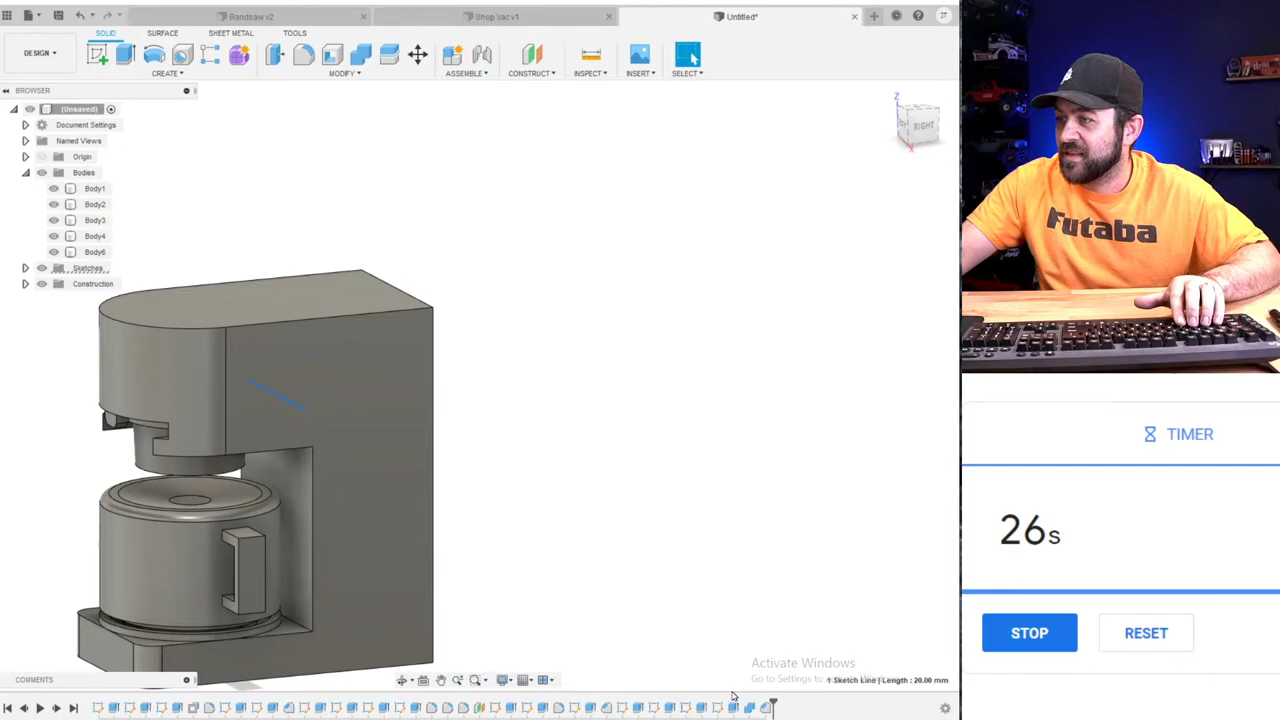 Bandsaw v2
Shop Vac v1
Untitled*
JT
SOLID SURFACE SHEET METAL TOOLS
DESIGN
CREATE MODIFY ASSEMBLE CONSTRUCT INSPECT INSERT SELECT
BROWSER
(Unsaved)
Document Settings
Named Views
Origin
Bodies
Body1
Body2
Body3
Body4
Body6
Sketches
Construction
Z
RIGHT
X
Futaba
TIMER
26s
STOP
RESET
Activate Windows
Go to Settings to
COMMENTS
1 Sketch Line | Length : 20.00 mm